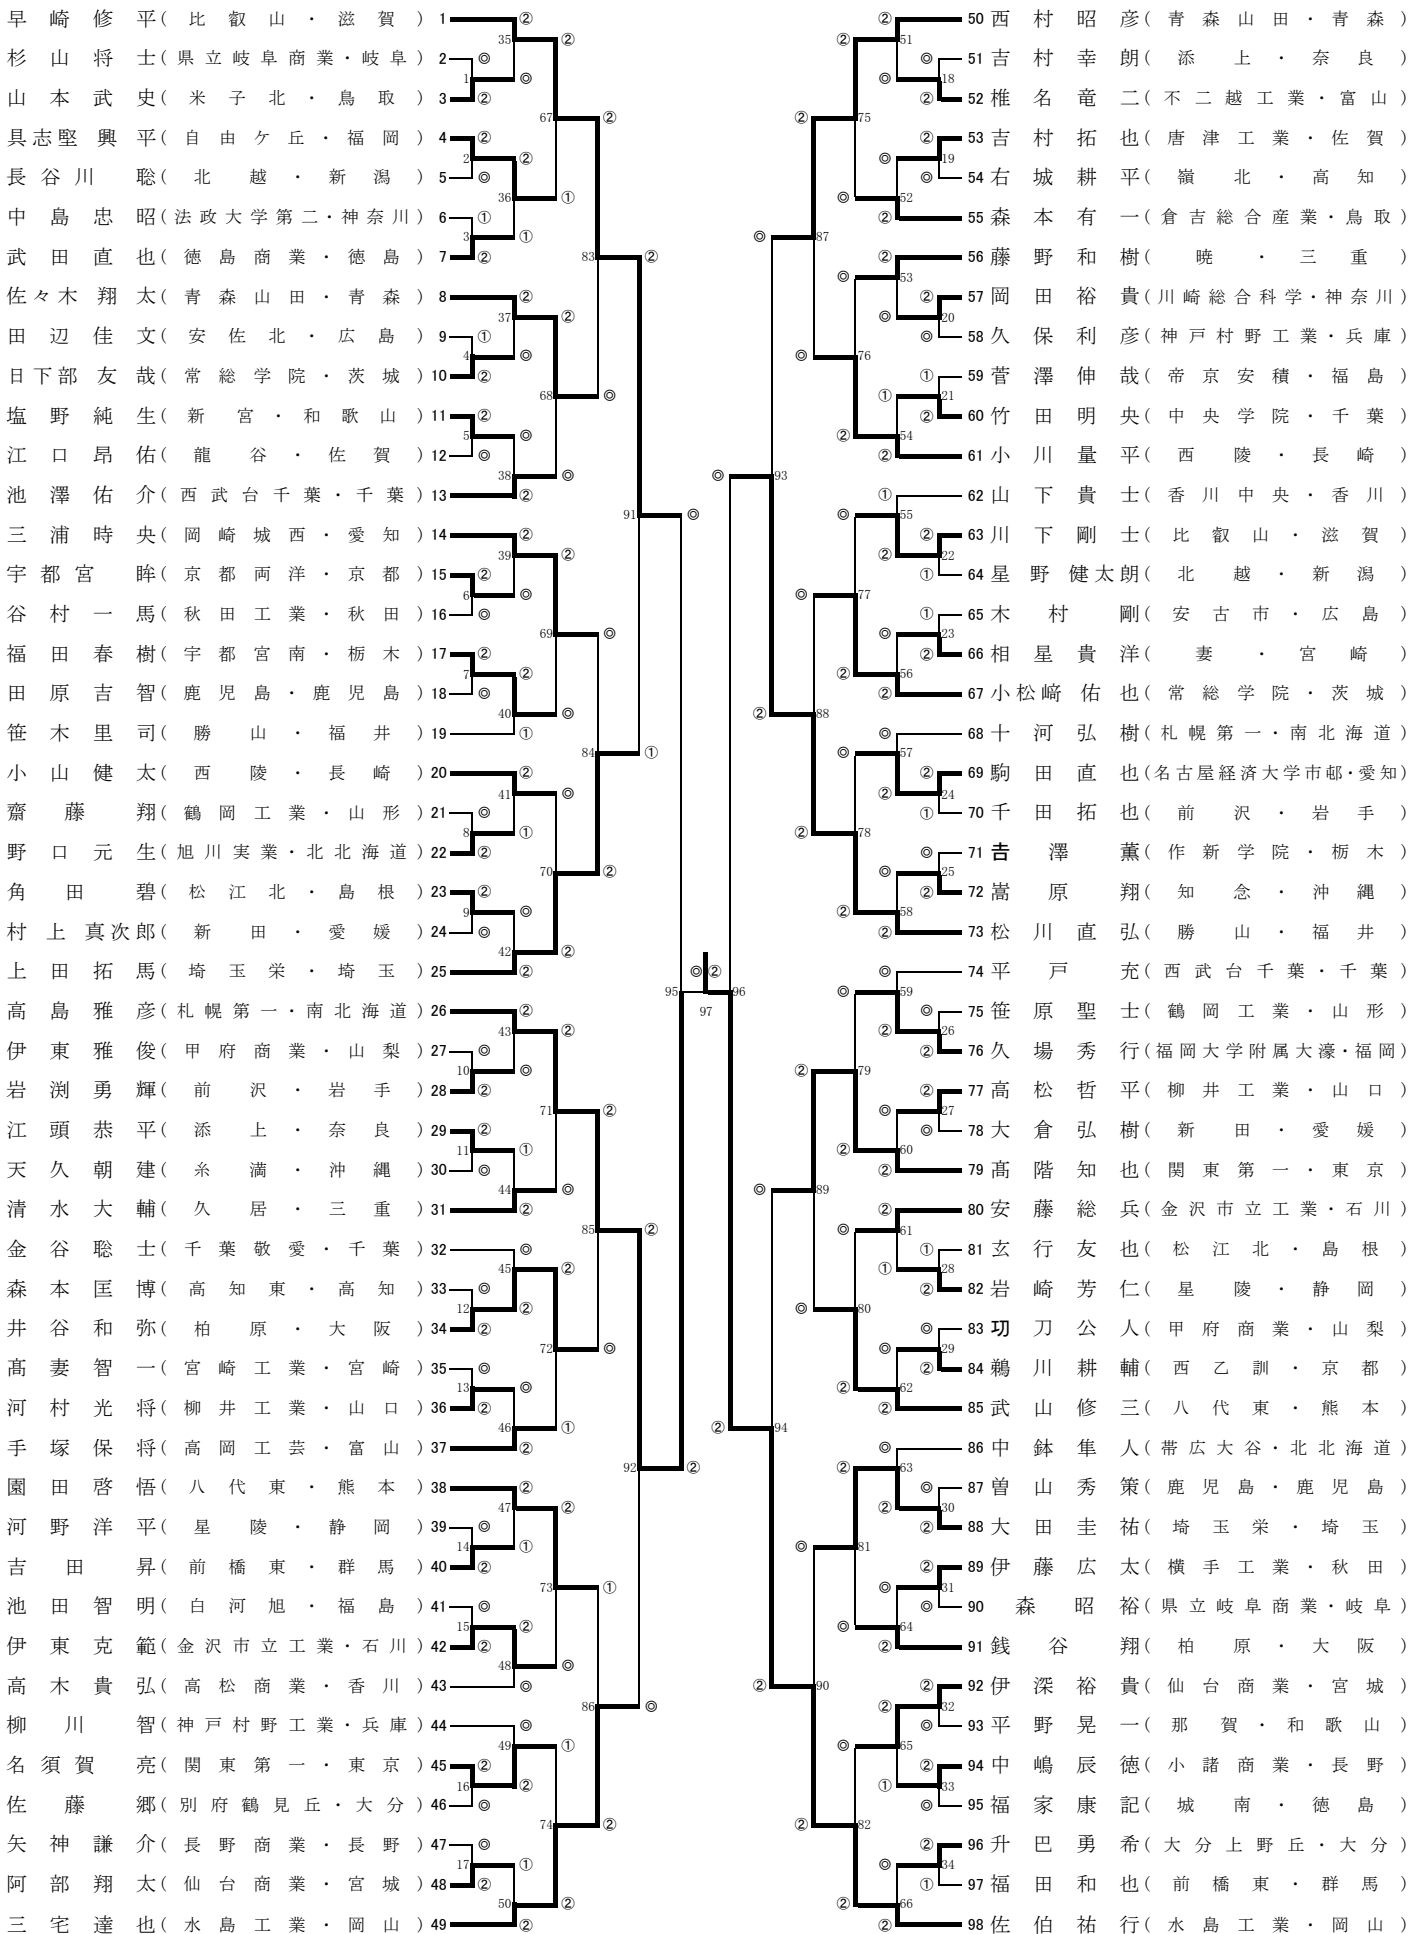 早崎修平(比叡山・滋賀) 1
杉山将士(県立岐阜商業・岐阜) 2
山本武史(米子北・鳥取) 3
具志堅興平(自由ケ丘・福岡) 4
長谷川聡(北越・新潟) 5
中島忠昭(法政大学第二・神奈川) 6
武田直也(徳島商業・徳島) 7
佐々木翔太(青森山田・青森) 8
田辺佳文(安佐北・広島) 9
日下部友哉(常総学院・茨城) 10
塩野純生(新宮・和歌山) 11
江口昂佑(龍谷・佐賀) 12
池澤佑介(西武台千葉・千葉) 13
三浦時央(岡崎城西・愛知) 14
宇都宮眸(京都両洋・京都) 15
谷村一馬(秋田工業・秋田) 16
福田春樹(宇都宮南・栃木) 17
田原吉智(鹿児島・鹿児島) 18
笹木里司(勝山・福井) 19
小山健太(西陵・長崎) 20
齋藤翔(鶴岡工業・山形) 21
野口元生(旭川実業・北北海道) 22
角田碧(松江北・島根) 23
村上真次郎(新田・愛媛) 24
上田拓馬(埼玉栄・埼玉) 25
高島雅彦(札幌第一・南北海道) 26
伊東雅俊(甲府商業・山梨) 27
岩渕勇輝(前沢・岩手) 28
江頭恭平(添上・奈良) 29
天久朝建(糸満・沖縄) 30
清水大輔(久居・三重) 31
金谷聡士(千葉敬愛・千葉) 32
森本匡博(高知東・高知) 33
井谷和弥(柏原・大阪) 34
髙妻智一(宮崎工業・宮崎) 35
河村光将(柳井工業・山口) 36
手塚保将(高岡工芸・富山) 37
園田啓悟(八代東・熊本) 38
河野洋平(星陵・静岡) 39
吉田昇(前橋東・群馬) 40
池田智明(白河旭・福島) 41
伊東克範(金沢市立工業・石川) 42
高木貴弘(高松商業・香川) 43
柳川智(神戸村野工業・兵庫) 44
名須賀亮(関東第一・東京) 45
佐藤郷(別府鶴見丘・大分) 46
矢神謙介(長野商業・長野) 47
阿部翔太(仙台商業・宮城) 48
三宅達也(水島工業・岡山) 49
50 西村昭彦(青森山田・青森)
51 吉村幸朗(添上・奈良)
52 椎名竜二(不二越工業・富山)
53 吉村拓也(唐津工業・佐賀)
54 右城耕平(嶺北・高知)
55 森本有一(倉吉総合産業・鳥取)
56 藤野和樹(暁・三重)
57 岡田裕貴(川崎総合科学・神奈川)
58 久保利彦(神戸村野工業・兵庫)
59 菅澤伸哉(帝京安積・福島)
60 竹田明央(中央学院・千葉)
61 小川量平(西陵・長崎)
62 山下貴士(香川中央・香川)
63 川下剛士(比叡山・滋賀)
64 星野健太朗(北越・新潟)
65 木村剛(安古市・広島)
66 相星貴洋(妻・宮崎)
67 小松﨑佑也(常総学院・茨城)
68 十河弘樹(札幌第一・南北海道)
69 駒田直也(名古屋経済大学市邨・愛知)
70 千田拓也(前沢・岩手)
71 𠮷澤薫(作新学院・栃木)
72 嵩原翔(知念・沖縄)
73 松川直弘(勝山・福井)
74 平戸充(西武台千葉・千葉)
75 笹原聖士(鶴岡工業・山形)
76 久場秀行(福岡大学附属大濠・福岡)
77 高松哲平(柳井工業・山口)
78 大倉弘樹(新田・愛媛)
79 髙階知也(関東第一・東京)
80 安藤総兵(金沢市立工業・石川)
81 玄行友也(松江北・島根)
82 岩崎芳仁(星陵・静岡)
83 功刀公人(甲府商業・山梨)
84 鵜川耕輔(西乙訓・京都)
85 武山修三(八代東・熊本)
86 中鉢隼人(帯広大谷・北北海道)
87 曽山秀策(鹿児島・鹿児島)
88 大田圭祐(埼玉栄・埼玉)
89 伊藤広太(横手工業・秋田)
90 森昭裕(県立岐阜商業・岐阜)
91 銭谷翔(柏原・大阪)
92 伊深裕貴(仙台商業・宮城)
93 平野晃一(那賀・和歌山)
94 中嶋辰徳(小諸商業・長野)
95 福家康記(城南・徳島)
96 升巴勇希(大分上野丘・大分)
97 福田和也(前橋東・群馬)
98 佐伯祐行(水島工業・岡山)